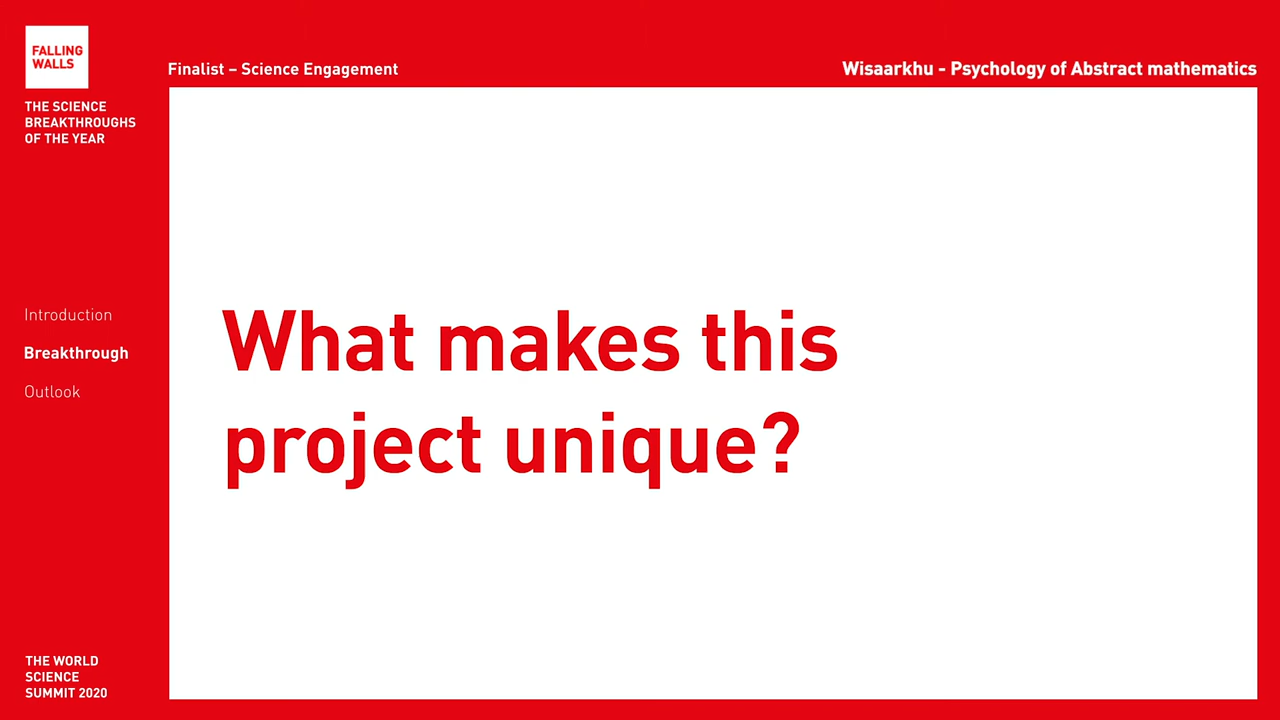 FALLING
WALLS
THE SCIENCE
BREAKTHROUGHS
OF THE YEAR
Finalist – Science Engagement
Wisaarkhu - Psychology of Abstract mathematics
Introduction
Breakthrough
Outlook
What makes this
project unique?
THE WORLD
SCIENCE
SUMMIT 2020